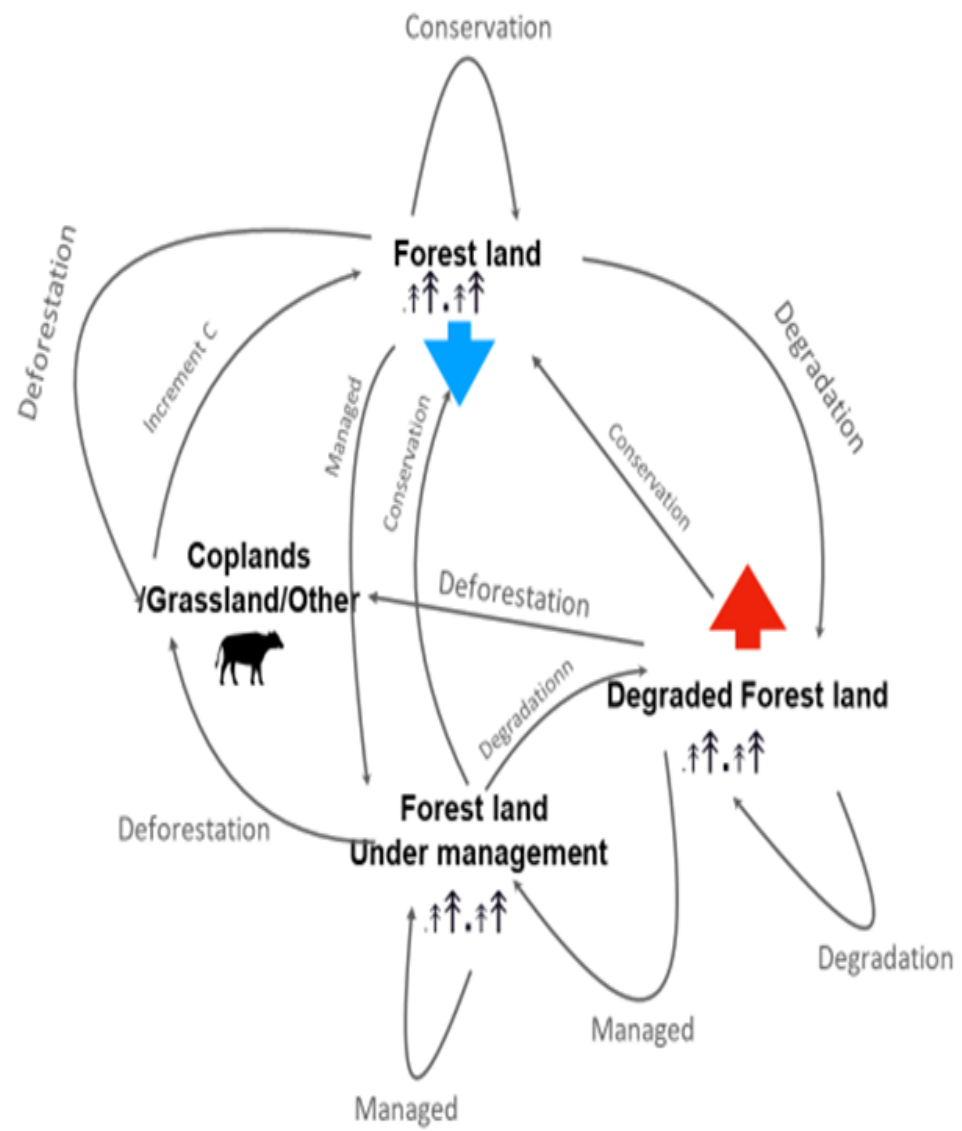 Conservation
Forest land
Deforestation
Increment C
Managed
Conservation
Conservation
Degradation
Coplands
/Grassland/Other
Deforestation
Degradationn
Degraded Forest land
Deforestation
Forest land
Under management
Degradation
Managed
Managed